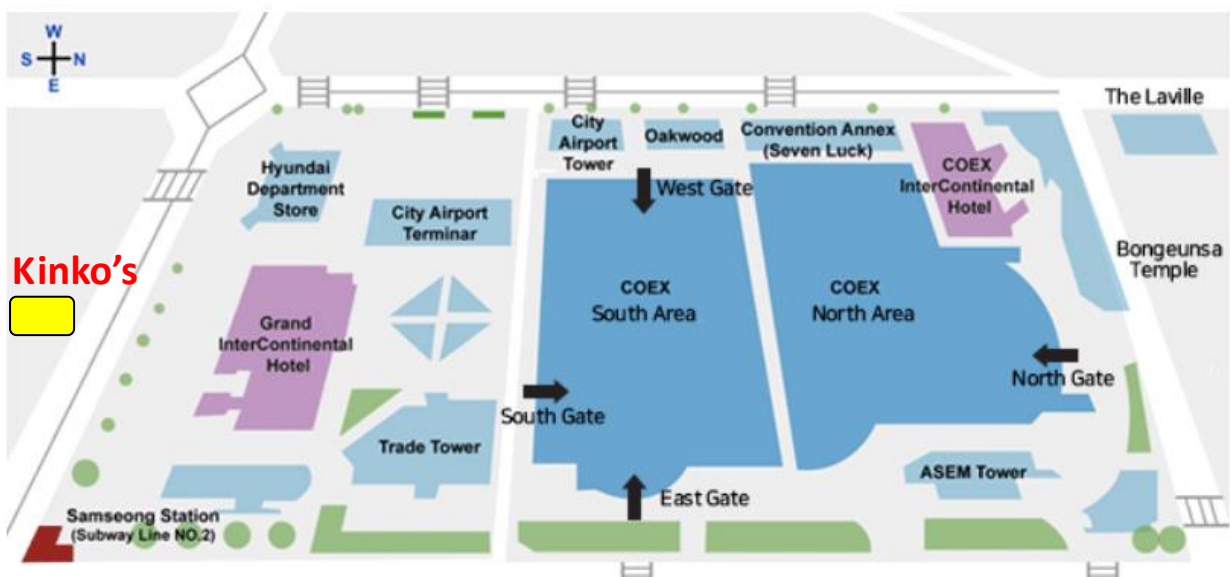 W
S N
E
The Laville
City
Airport
Tower
Oakwood
Convention Annex
(Seven Luck)
Hyundai
Department
Store
West Gate
COEX
InterContinental
Hotel
City Airport
Terminar
Bongeunsa
Temple
Kinko's
COEX
South Area
COEX
North Area
Grand
InterContinental
Hotel
North Gate
South Gate
Trade Tower
ASEM Tower
East Gate
Samseong Station
(Subway Line NO.2)